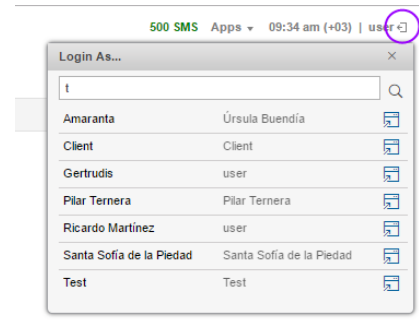 500 SMS Apps 09:34 am (+03) | user
Login As...
t
Amaranta Úrsula Buendía
Client Client
Gertrudis user
Pilar Ternera Pilar Ternera
Ricardo Martínez user
Santa Sofía de la Piedad Santa Sofía de la Piedad
Test Test